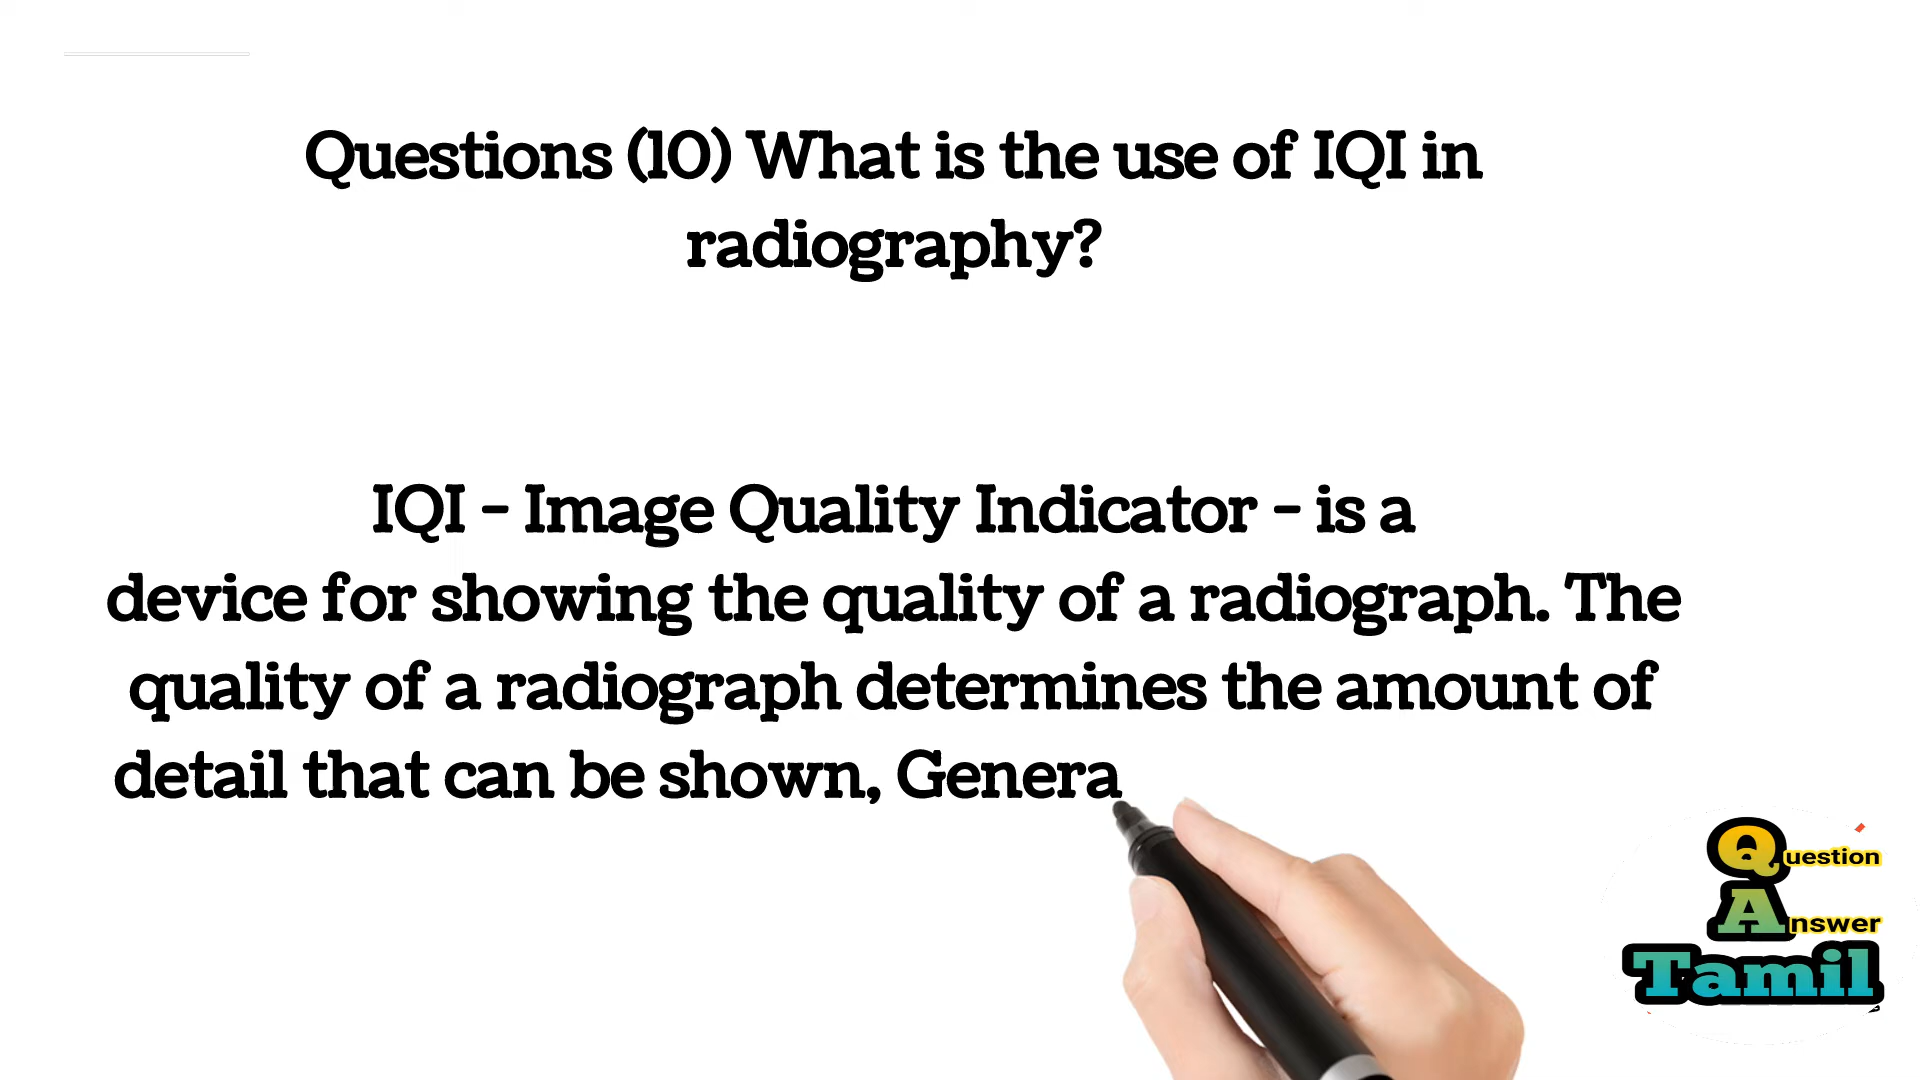 Questions (10) What is the use of IQI in
radiography?
IQI - Image Quality Indicator - is a
device for showing the quality of a radiograph. The
quality of a radiograph determines the amount of
detail that can be shown, Genera
Question
Answer
Tamil